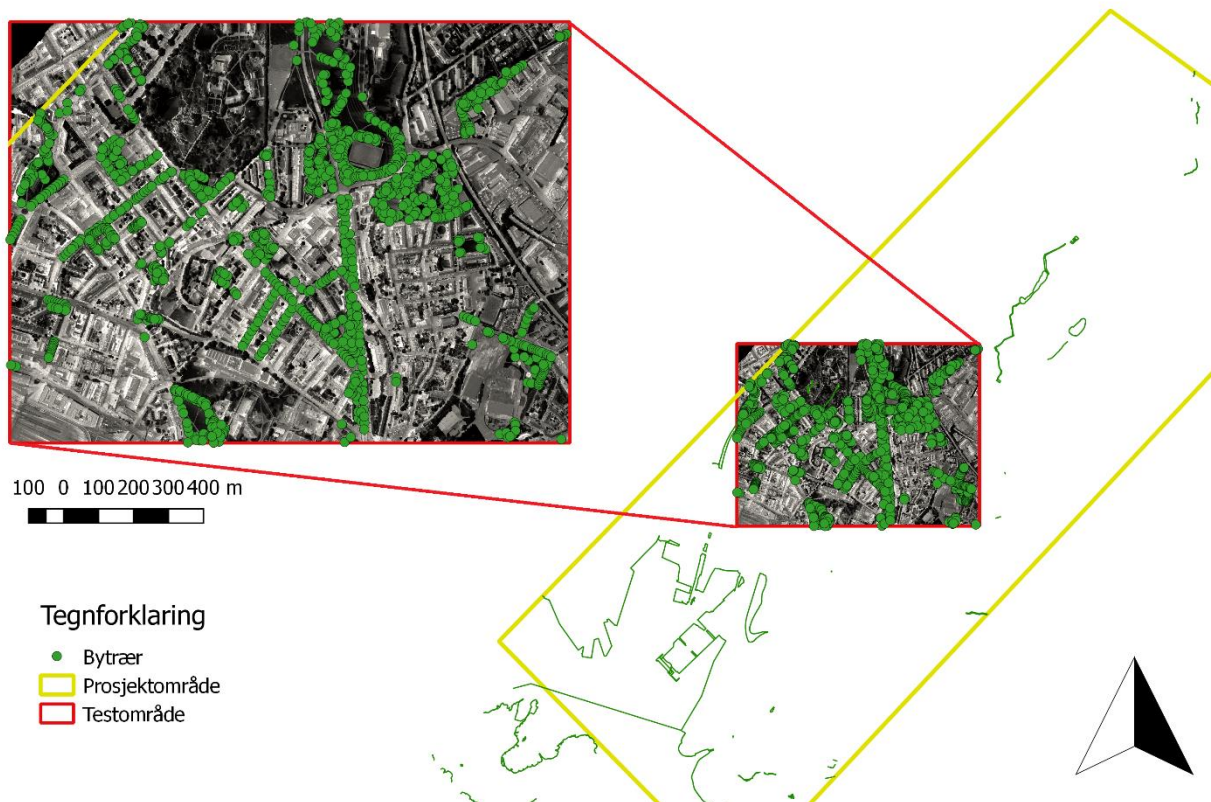 100 0 100 200 300 400 m
Tegnforklaring
Bytrær
Prosjektområde
Testområde